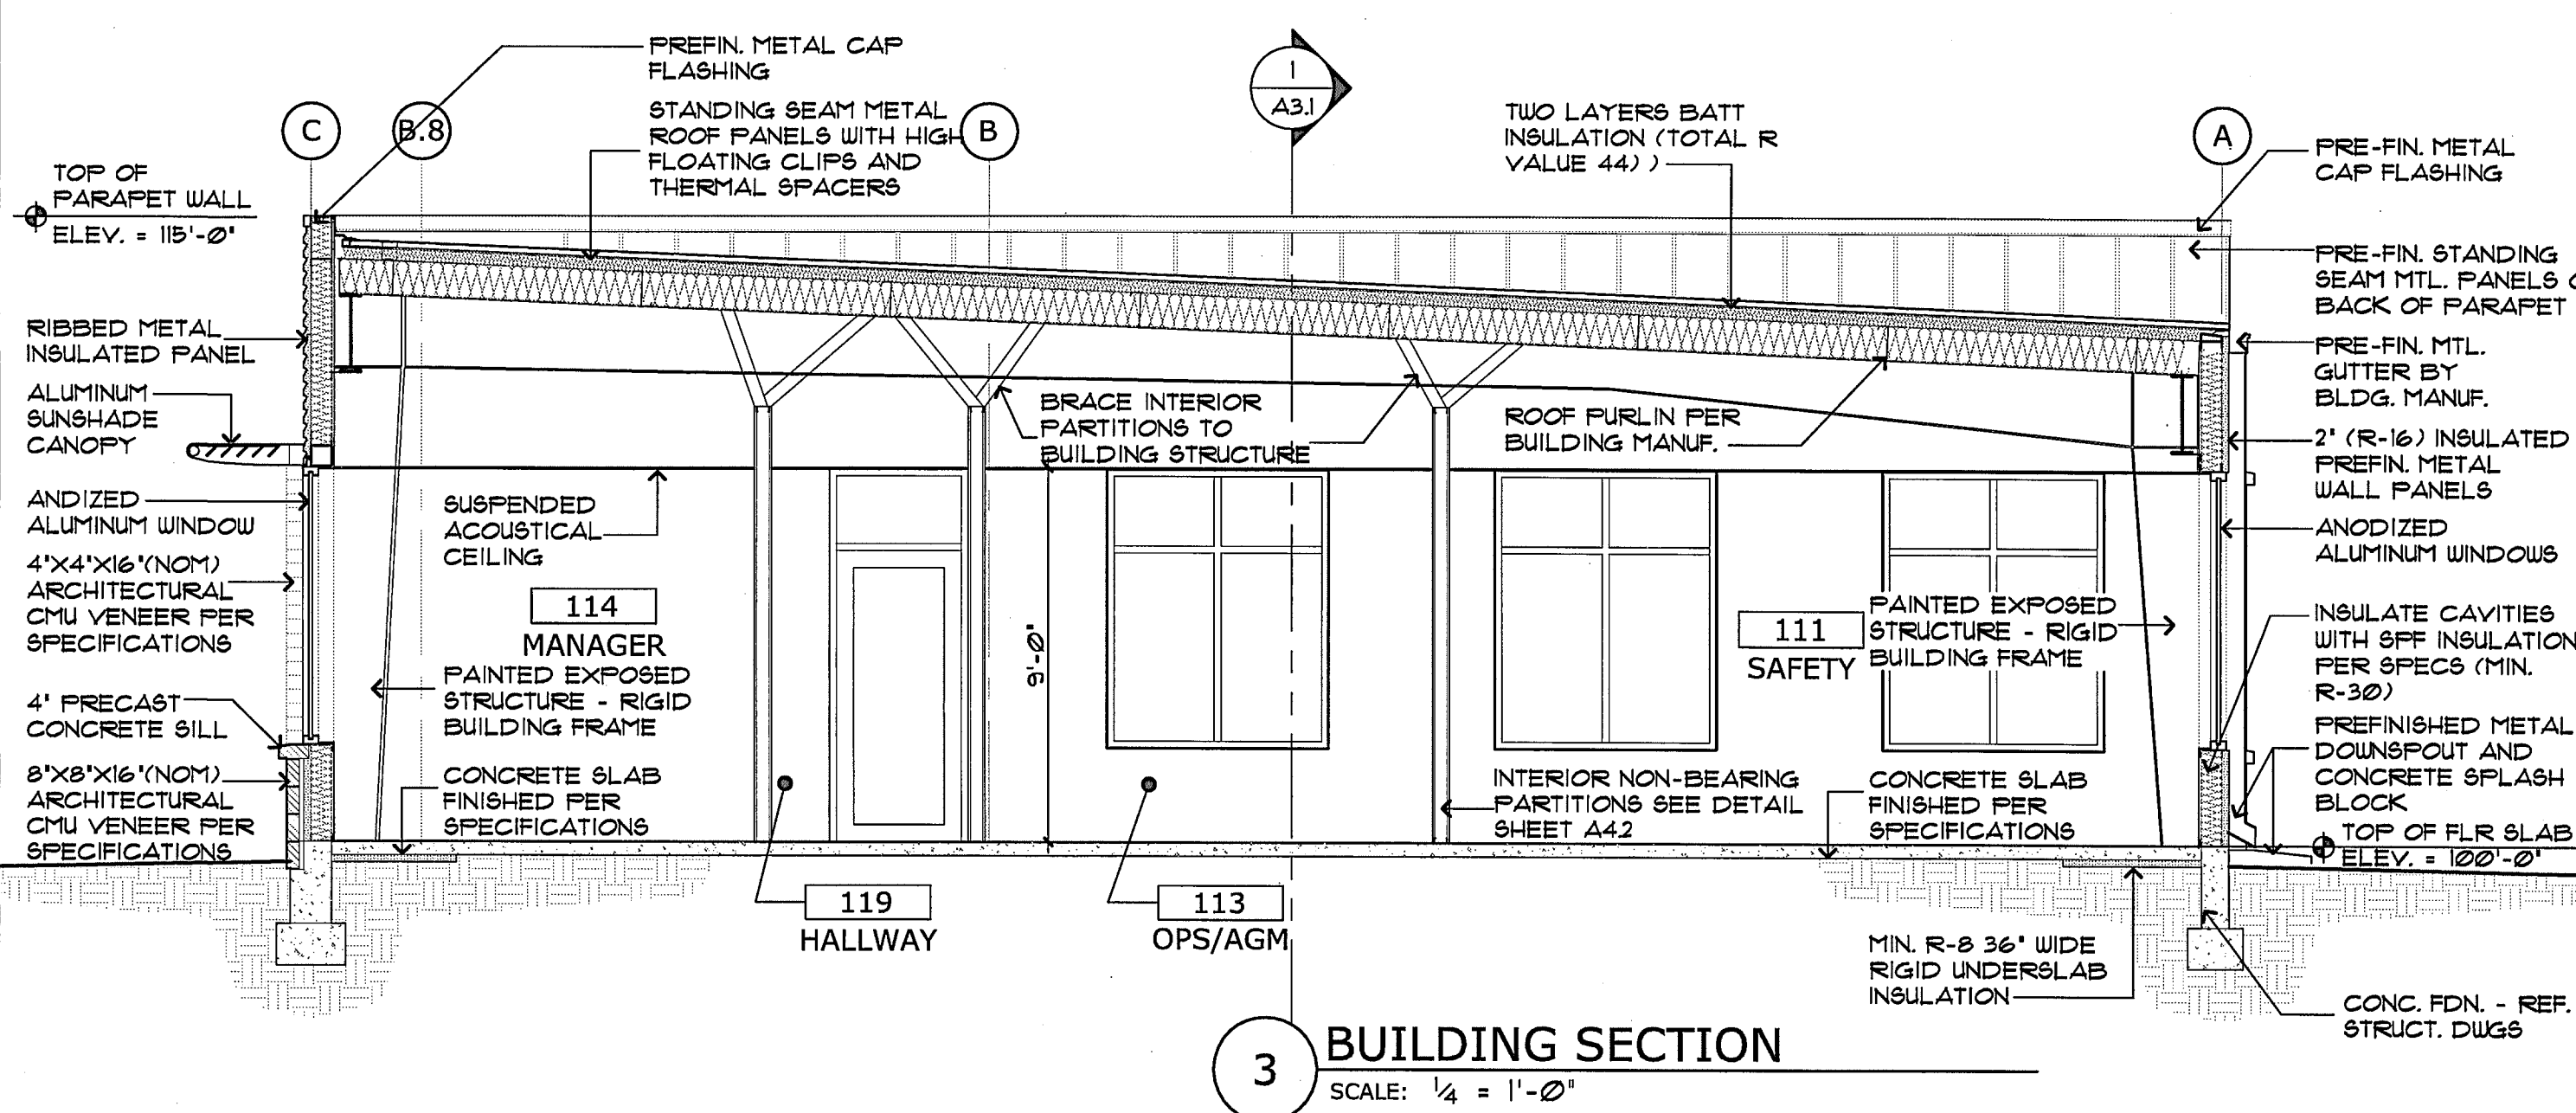 PREFIN. METAL CAP
FLASHING
STANDING SEAM METAL
ROOF PANELS WITH HIGH
FLOATING CLIPS AND
THERMAL SPACERS
C
B.8
B
1
A3.1
TWO LAYERS BATT
INSULATION (TOTAL R
VALUE 44) )
A
TOP OF
PARAPET WALL
ELEV. = 115'-0"
RIBBED METAL
INSULATED PANEL
ALUMINUM
SUNSHADE
CANOPY
ANDIZED
ALUMINUM WINDOW
4"X4"X16"(NOM)
ARCHITECTURAL
CMU VENEER PER
SPECIFICATIONS
4" PRECAST
CONCRETE SILL
8"X8"X16"(NOM)
ARCHITECTURAL
CMU VENEER PER
SPECIFICATIONS
SUSPENDED
ACOUSTICAL
CEILING
114
MANAGER
PAINTED EXPOSED
STRUCTURE - RIGID
BUILDING FRAME
CONCRETE SLAB
FINISHED PER
SPECIFICATIONS
119
HALLWAY
BRACE INTERIOR
PARTITIONS TO
BUILDING STRUCTURE
9'-0"
113
OPS/AGM
ROOF PURLIN PER
BUILDING MANUF.
INTERIOR NON-BEARING
PARTITIONS SEE DETAIL
SHEET A4.2
111
SAFETY
PAINTED EXPOSED
STRUCTURE - RIGID
BUILDING FRAME
CONCRETE SLAB
FINISHED PER
SPECIFICATIONS
MIN. R-8 36" WIDE
RIGID UNDERSLAB
INSULATION
PRE-FIN. METAL
CAP FLASHING
PRE-FIN. STANDING
SEAM MTL. PANELS
BACK OF PARAPET
PRE-FIN. MTL.
GUTTER BY
BLDG. MANUF.
2" (R-16) INSULATED
PREFIN. METAL
WALL PANELS
ANODIZED
ALUMINUM WINDOWS
INSULATE CAVITIES
WITH SPF INSULATION
PER SPECS (MIN.
R-30)
PREFINISHED METAL
DOWNSPOUT AND
CONCRETE SPLASH
BLOCK
TOP OF FLR SLAB
ELEV. = 100'-0"
CONC. FDN. - REF.
STRUCT. DWGS
3
BUILDING SECTION
SCALE: 1/4 = 1'-0"